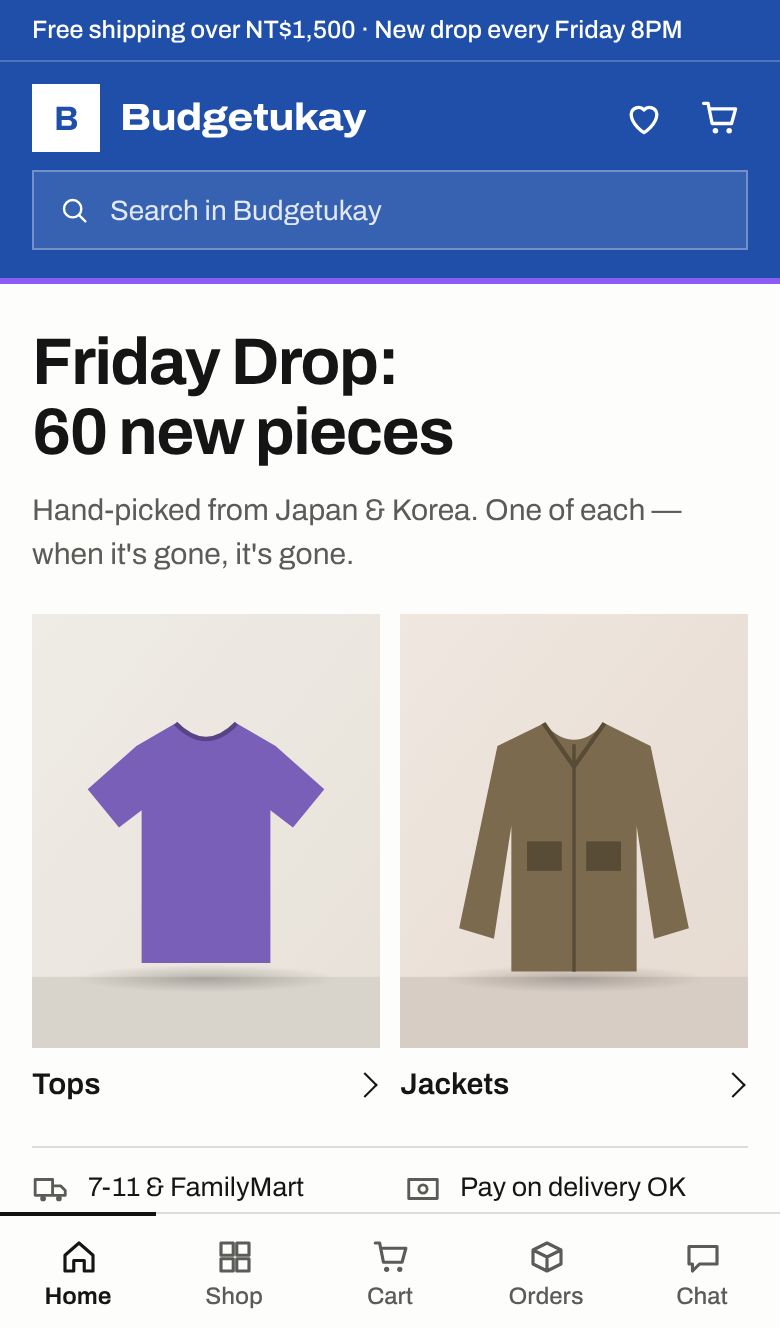 Free shipping over NT$1,500 · New drop every Friday 8PM
B
Budgetukay
Search in Budgetukay
Friday Drop:
60 new pieces
Hand-picked from Japan & Korea. One of each —
when it's gone, it's gone.
Tops
Jackets
7-11 & FamilyMart
Pay on delivery OK
Home
Shop
Cart
Orders
Chat